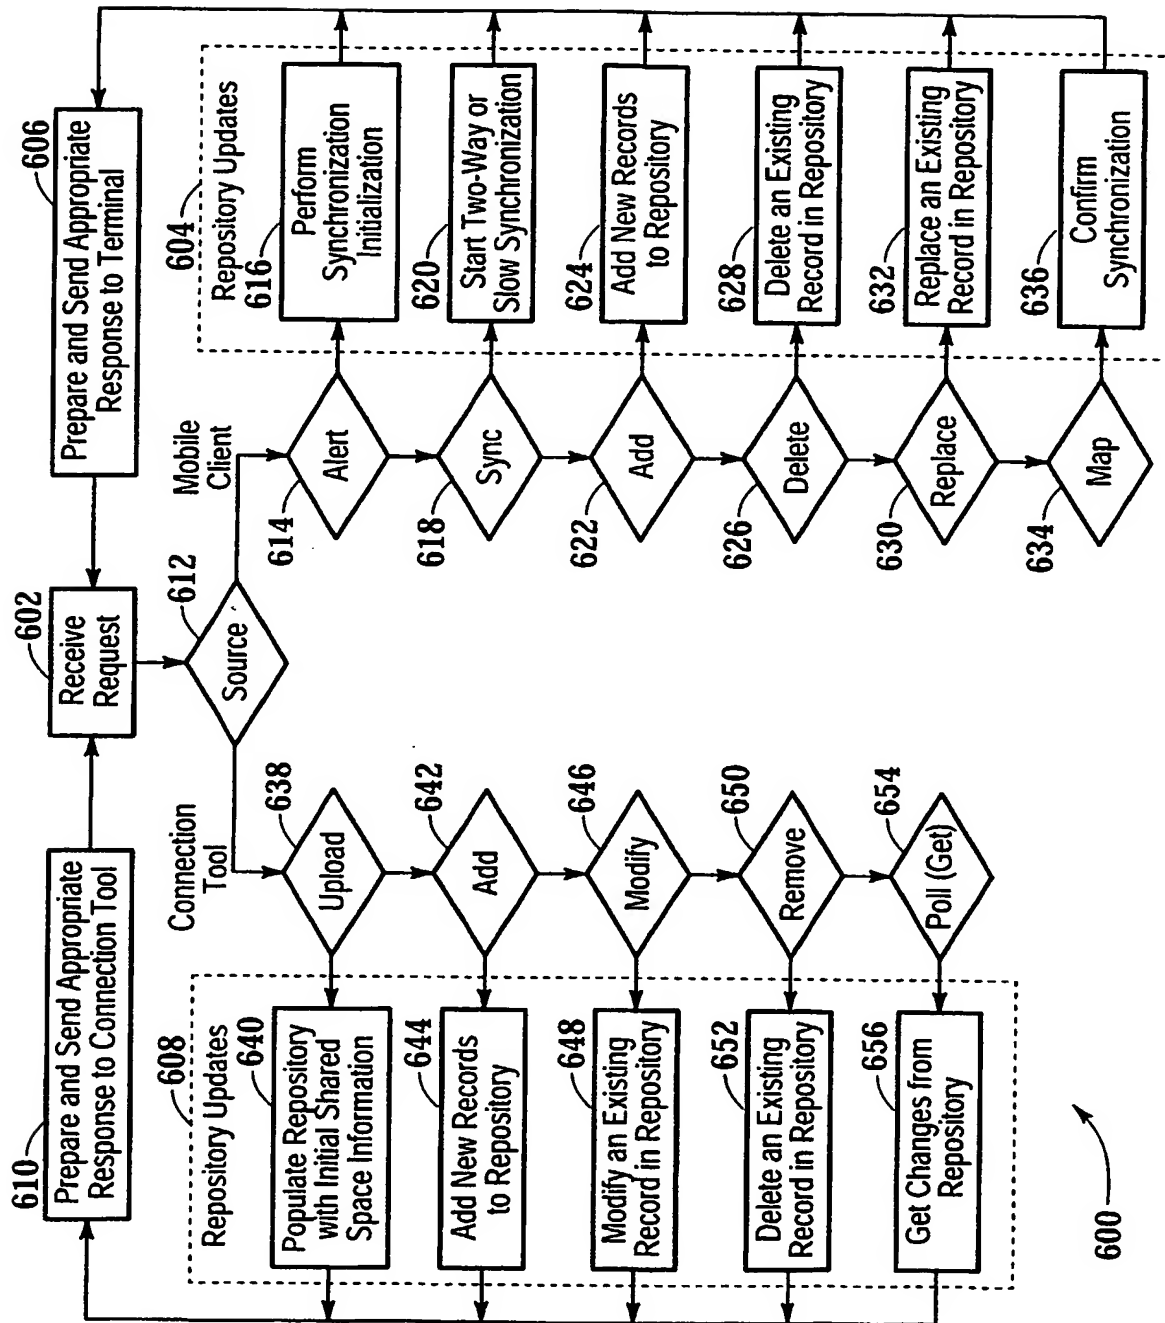 610
Prepare and Send Appropriate
Response to Connection Tool
602
Receive
Request
606
Prepare and Send Appropriate
Response to Terminal
612
Source
Connection
Tool
Mobile
Client
608
Repository Updates
640
Populate Repository
with Initial Shared
Space Information
638
Upload
644
Add New Records
to Repository
642
Add
648
Modify an Existing
Record in Repository
646
Modify
652
Delete an Existing
Record in Repository
650
Remove
656
Get Changes from
Repository
654
Poll (Get)
604
Repository Updates
614
Alert
616
Perform
Synchronization
Initialization
618
Sync
620
Start Two-Way or
Slow Synchronization
622
Add
624
Add New Records
to Repository
626
Delete
628
Delete an Existing
Record in Repository
630
Replace
632
Replace an Existing
Record in Repository
634
Map
636
Confirm
Synchronization
600